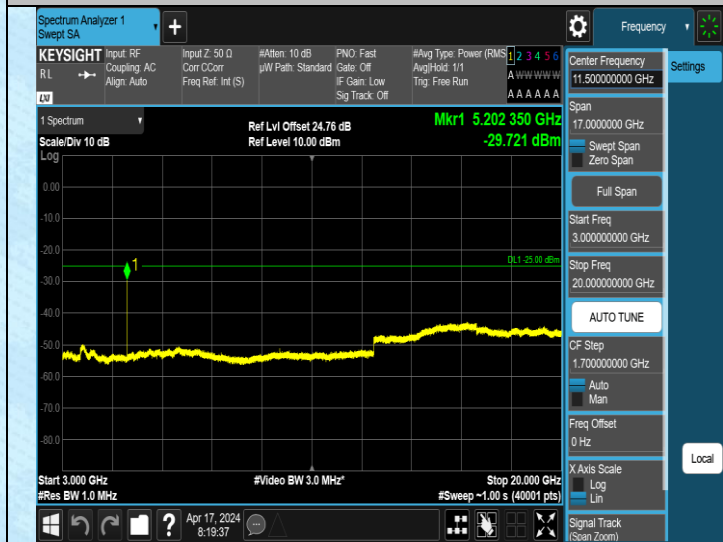 Spectrum Analyzer 1
Swept SA
+
Frequency
KEYSIGHT
RL
LXI
Input: RF
Coupling: AC
Align: Auto
Input Z: 50 Ω
Corr CCorr
Freq Ref: Int (S)
#Atten: 10 dB
µW Path: Standard
PNO: Fast
Gate: Off
IF Gain: Low
Sig Track: Off
#Avg Type: Power (RMS
Avg|Hold: 1/1
Trig: Free Run
1 2 3 4 5 6
A W W W W W
A A A A A A
1 Spectrum
Scale/Div 10 dB
Log
Ref Lvl Offset 24.76 dB
Ref Level 10.00 dBm
Mkr1 5.202 350 GHz
-29.721 dBm
0.00
-10.0
-20.0
-30.0
-40.0
-50.0
-60.0
-70.0
-80.0
1
DL1 -25.00 dBm
Start 3.000 GHz
#Res BW 1.0 MHz
#Video BW 3.0 MHz*
Stop 20.000 GHz
#Sweep ~1.00 s (40001 pts)
?
Apr 17, 2024
8:19:37
Center Frequency
11.500000000 GHz
Settings
Span
17.0000000 GHz
Swept Span
Zero Span
Full Span
Start Freq
3.000000000 GHz
Stop Freq
20.000000000 GHz
AUTO TUNE
CF Step
1.700000000 GHz
Auto
Man
Freq Offset
0 Hz
X Axis Scale
Log
Lin
Signal Track
(Span Zoom)
Local